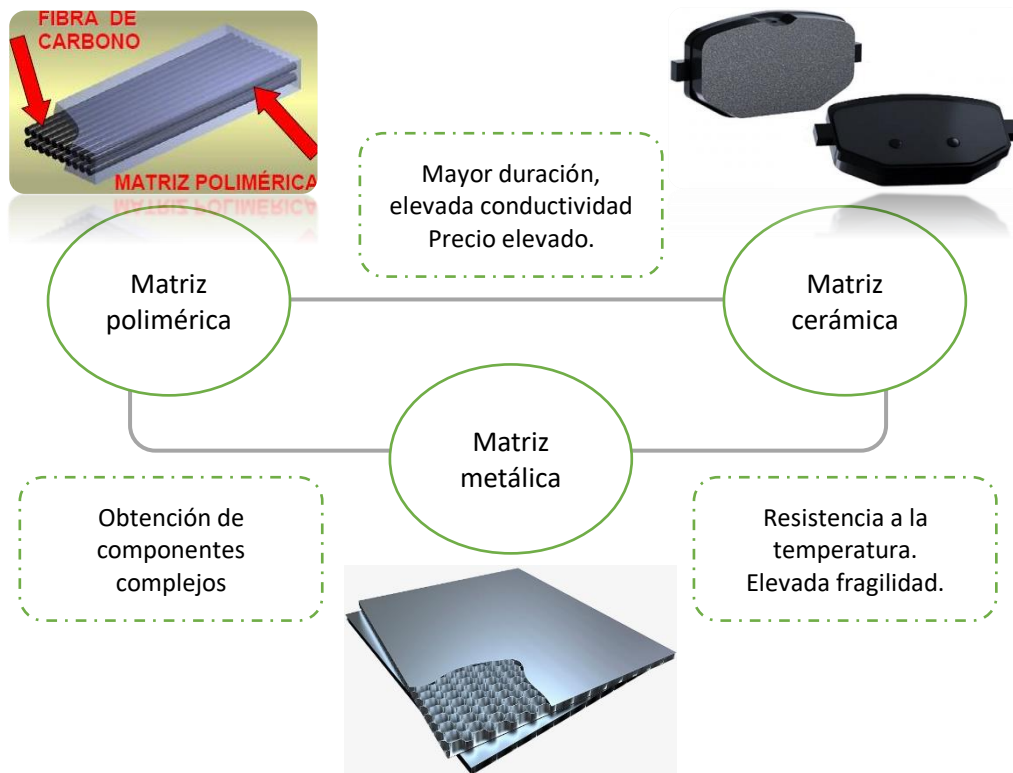 FIBRA DE
CARBONO
MATRIZ POLIMÉRICA
Mayor duración,
elevada conductividad
Precio elevado.
Matriz
polimérica
Matriz
cerámica
Matriz
metálica
Obtención de
componentes
complejos
Resistencia a la
temperatura.
Elevada fragilidad.